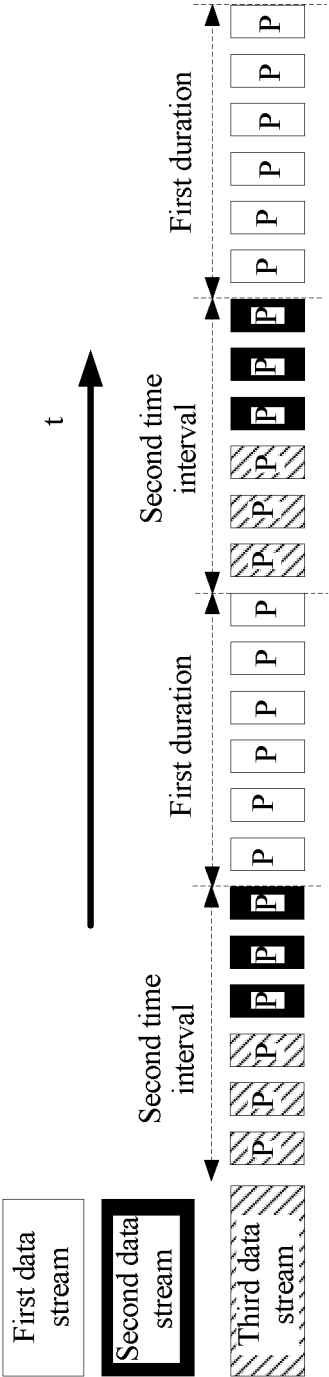 First data
stream
Second data
stream
Third data
stream
t
Second time
interval
First duration
Second time
interval
First duration
P P P P P P P P P P P P P P P P P P P P P P P P